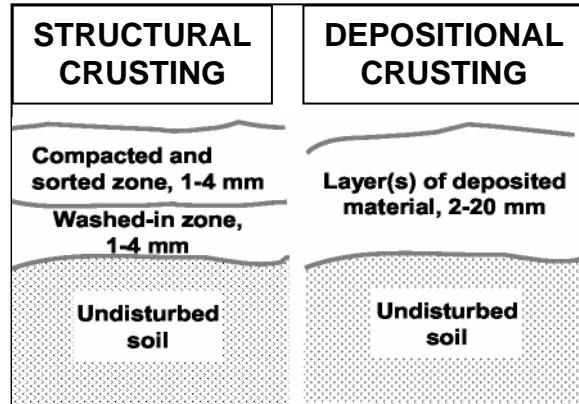 STRUCTURAL
CRUSTING
Compacted and
sorted zone, 1-4 mm
Washed-in zone,
1-4 mm
Undisturbed
soil
DEPOSITIONAL
CRUSTING
Layer(s) of deposited
material, 2-20 mm
Undisturbed
soil